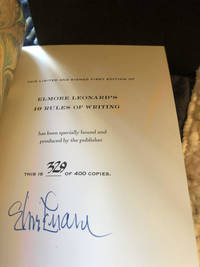 THIS LIMITED AND SIGNED FIRST EDITION OF
ELMORE LEONARD'S
10 RULES OF WRITING
has been specially bound and
produced by the publisher
THIS IS 329 OF 400 COPIES.
Elmore Leonard